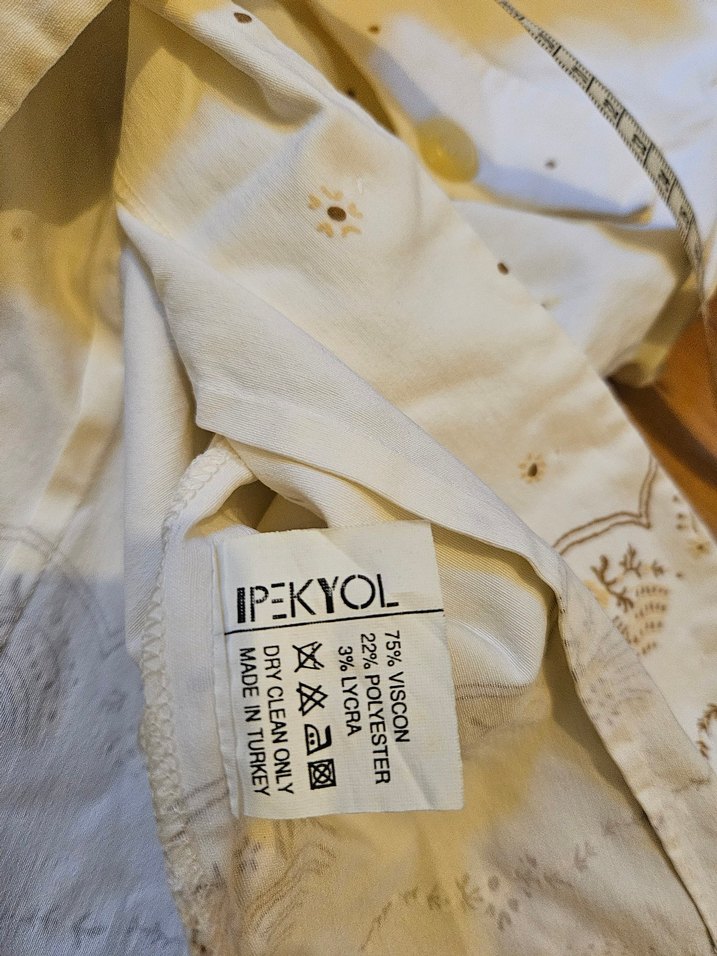 IPEKYOL
75% VISCON
22% POLYESTER
3% LYCRA
DRY CLEAN ONLY
MADE IN TURKEY